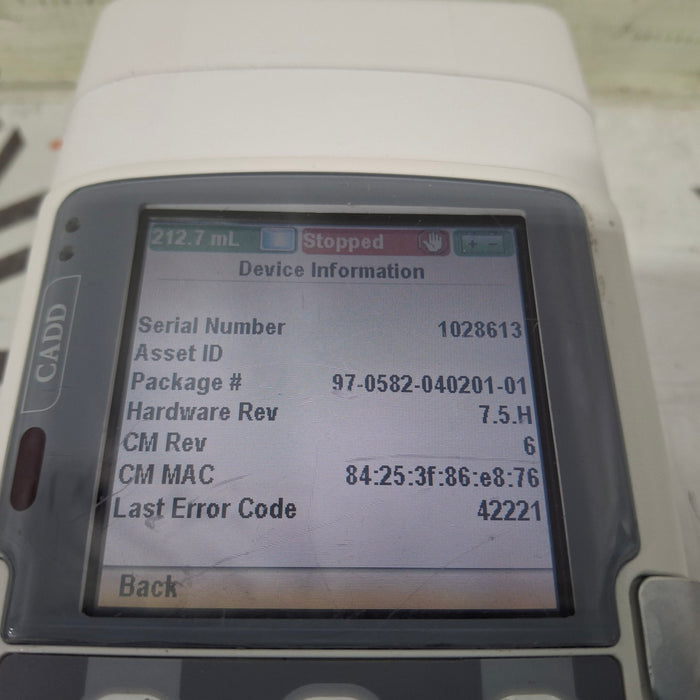 212.7 mL Stopped + -
Device Information
Serial Number 1028613
Asset ID
Package # 97-0582-040201-01
Hardware Rev 7.5.H
CM Rev 6
CM MAC 84:25:3f:86:e8:76
Last Error Code 42221
Back
CADD